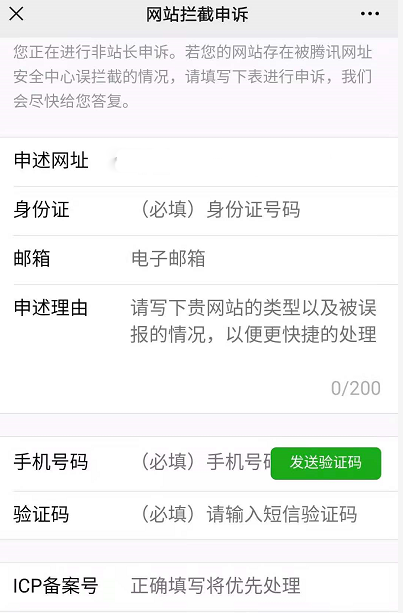 网站拦截申诉
您正在进行非站长申诉。若您的网站存在被腾讯网址
安全中心误拦截的情况，请填写下表进行申诉，我们
会尽快给您答复。
申述网址
身份证 （必填）身份证号码
邮箱 电子邮箱
申述理由 请写下贵网站的类型以及被误
报的情况，以便更快捷的处理
0/200
手机号码 （必填）手机号码 发送验证码
验证码 （必填）请输入短信验证码
ICP备案号 正确填写将优先处理